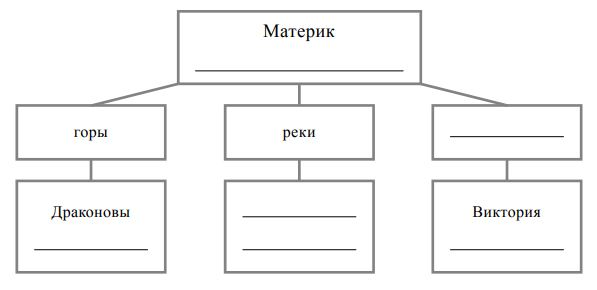 Материк
горы
реки
Драконовы
Виктория